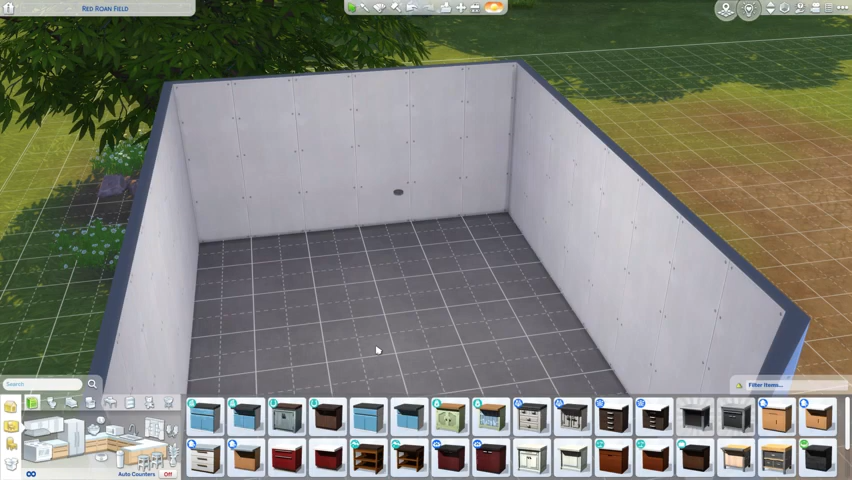 RED ROAN FIELD
Search
Filter Items...
Auto Counters Off